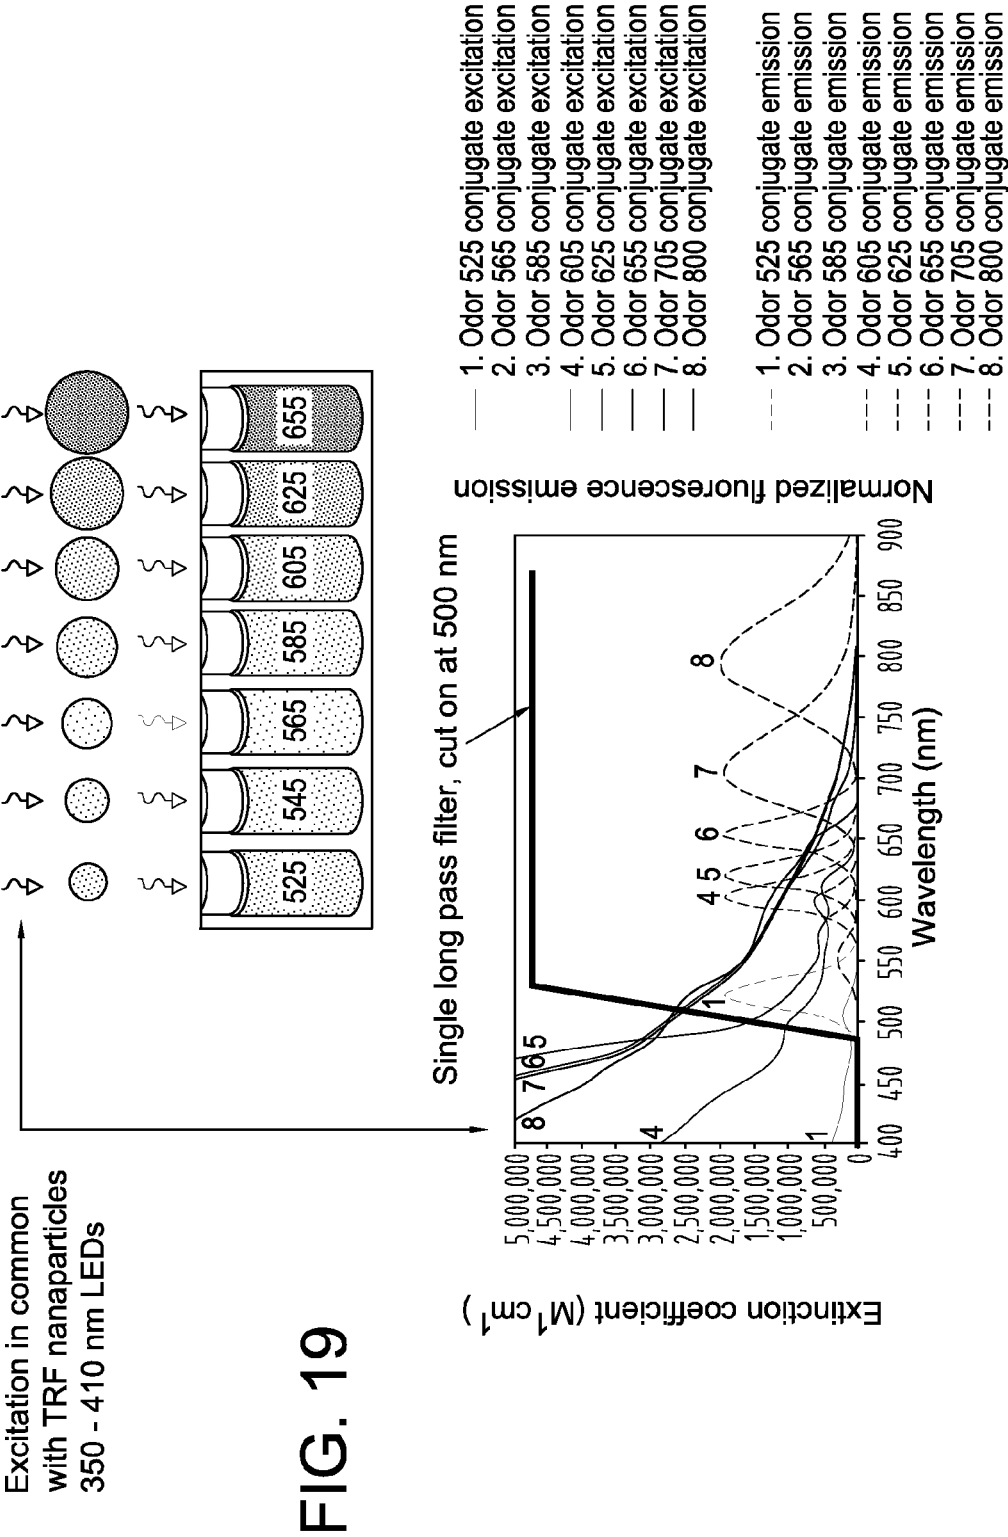 Excitation in common
with TRF nanaparticles
350 - 410 nm LEDs
525
545
565
585
605
625
655
Single long pass filter, cut on at 500 nm
Extinction coefficient (M¹cm¹)
5,000,000
4,500,000
4,000,000
3,500,000
3,000,000
2,500,000
2,000,000
1,500,000
1,000,000
500,000
0
8
7
6
5
4
1
1
4
5
6
7
8
400
450
500
550
600
650
700
750
800
850
900
Wavelength (nm)
Normalized fluorescence emission
1. Odor 525 conjugate excitation
2. Odor 565 conjugate excitation
3. Odor 585 conjugate excitation
4. Odor 605 conjugate excitation
5. Odor 625 conjugate excitation
6. Odor 655 conjugate excitation
7. Odor 705 conjugate excitation
8. Odor 800 conjugate excitation
1. Odor 525 conjugate emission
2. Odor 565 conjugate emission
3. Odor 585 conjugate emission
4. Odor 605 conjugate emission
5. Odor 625 conjugate emission
6. Odor 655 conjugate emission
7. Odor 705 conjugate emission
8. Odor 800 conjugate emission
FIG. 19